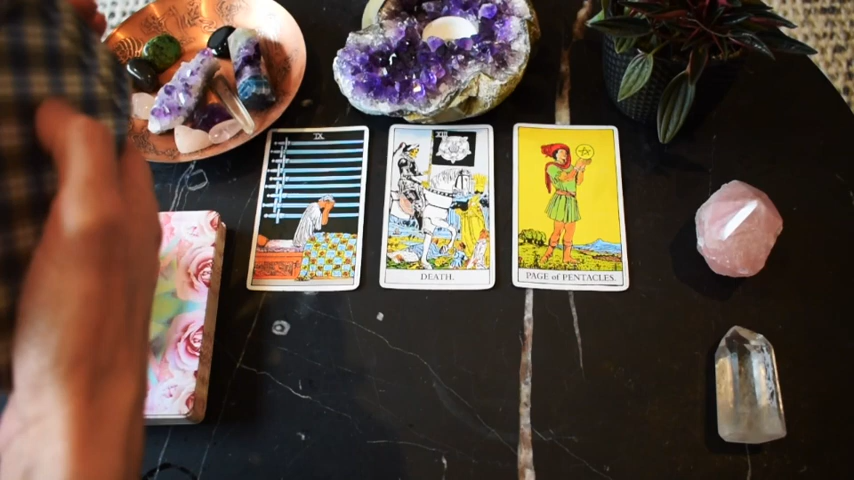 IX
XIII
DEATH.
PAGE of PENTACLES.